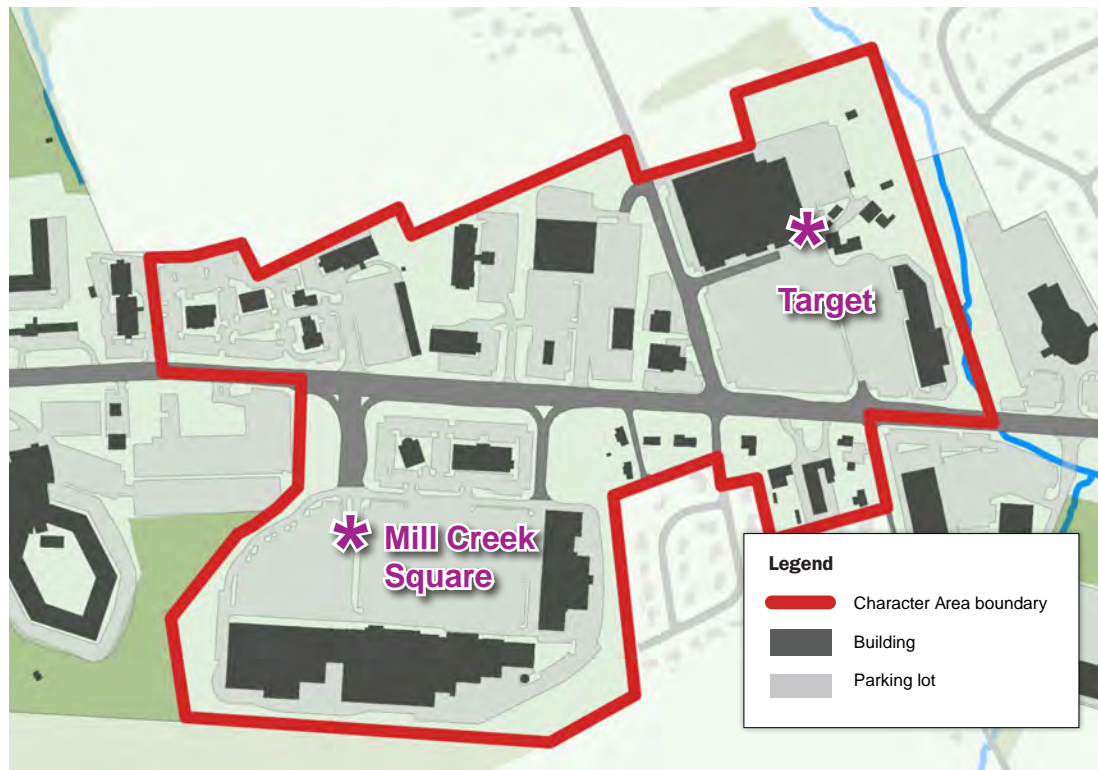 *
Target
* Mill Creek
Square
Legend
Character Area boundary
Building
Parking lot